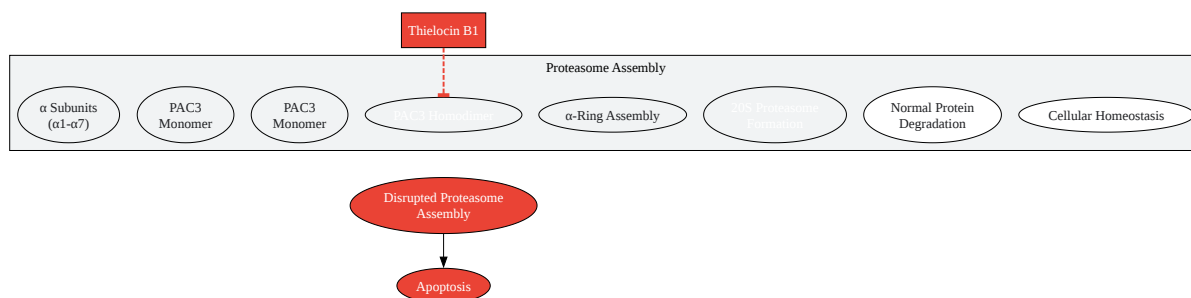 Thielocin B1
Proteasome Assembly
α Subunits
(α1-α7)
PAC3
Monomer
PAC3
Monomer
PAC3 Homodimer
α-Ring Assembly
20S Proteasome
Formation
Normal Protein
Degradation
Cellular Homeostasis
Disrupted Proteasome
Assembly
Apoptosis